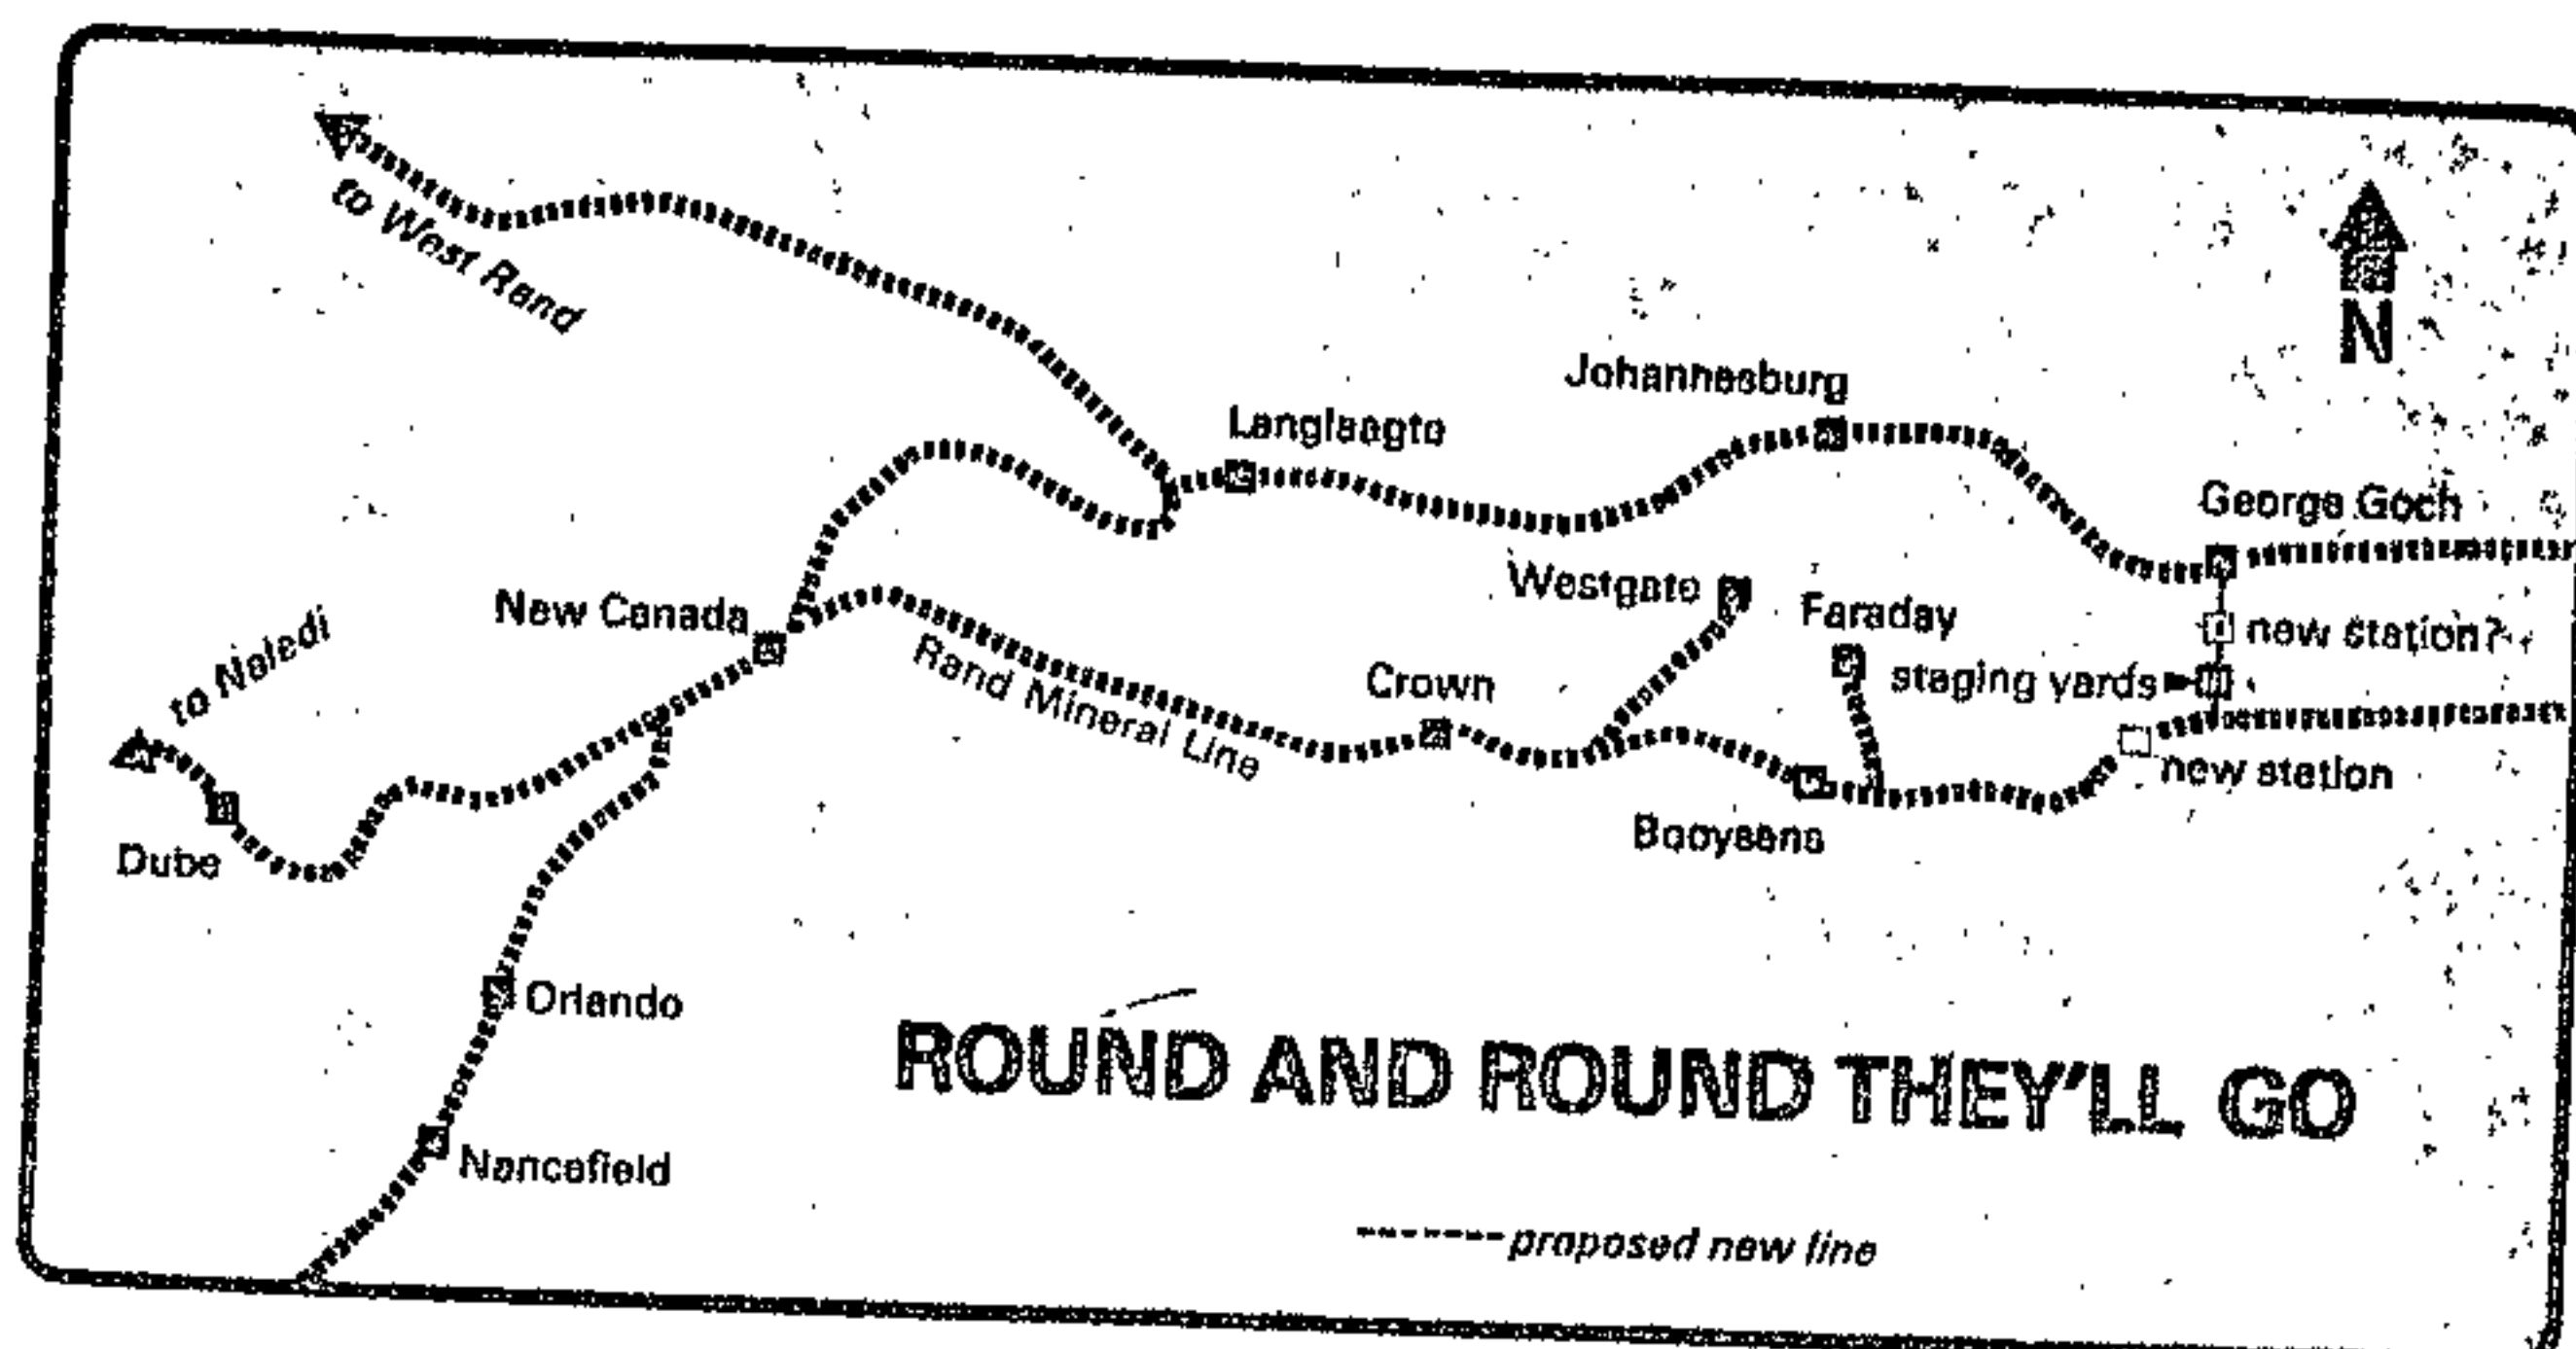 to West Rand
N
Johannesburg
Langlaagte
George Goch
Westgate
Faraday
New Canada
new station?
to Naledi
Rand Mineral Line
Crown
staging yards
new station
Dube
Booysens
Orlando
ROUND AND ROUND THEY'LL GO
Nancefield
proposed new line